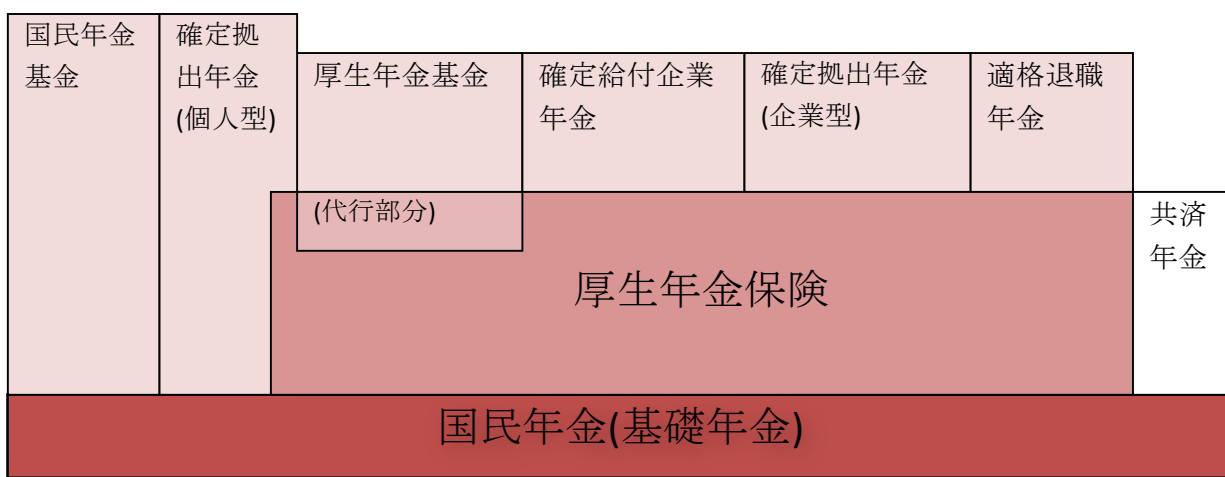 国民年金
基金
確定拠
出年金
(個人型)
厚生年金基金
確定給付企業
年金
確定拠出年金
(企業型)
適格退職
年金
(代行部分)
共済
年金
厚生年金保険
国民年金(基礎年金)